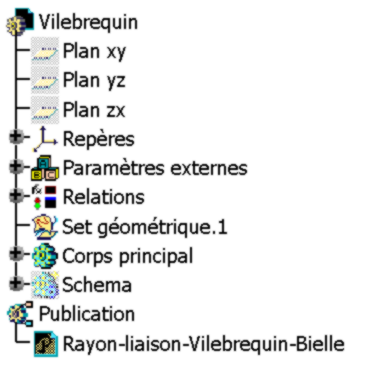 Vilebrequin
Plan xy
Plan yz
Plan zx
Repères
Paramètres externes
Relations
Set géométrique.1
Corps principal
Schema
Publication
Rayon-liaison-Vilebrequin-Bielle